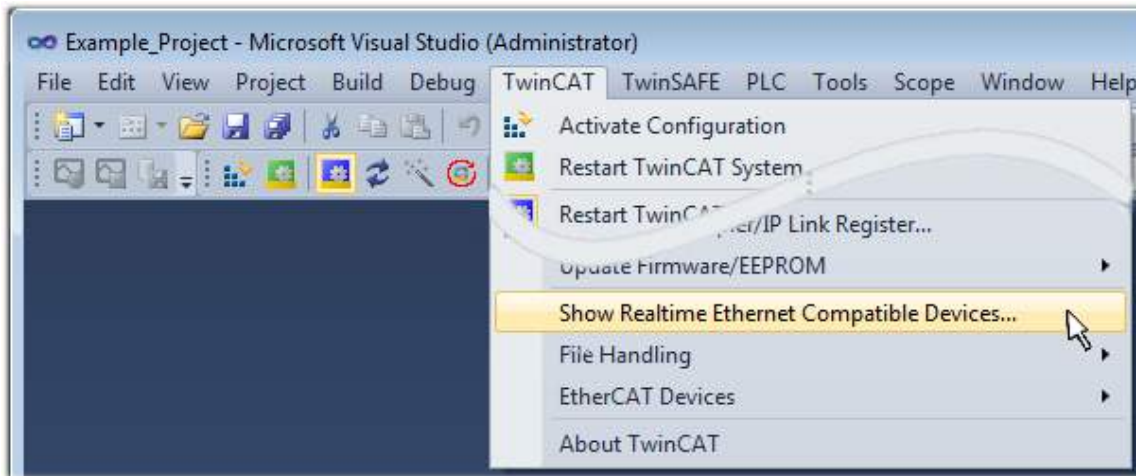 Example_Project - Microsoft Visual Studio (Administrator)
File Edit View Project Build Debug TwinCAT TwinSAFE PLC Tools Scope Window Help
Activate Configuration
Restart TwinCAT System
Restart TwinCAT
/IP Link Register...
Update Firmware/EEPROM
Show Realtime Ethernet Compatible Devices...
File Handling
EtherCAT Devices
About TwinCAT